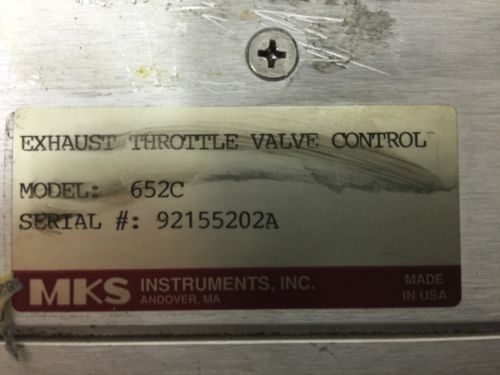 EXHAUST THROTTLE VALVE CONTROL
MODEL: 652C
SERIAL #: 92155202A
MKS INSTRUMENTS, INC.
ANDOVER, MA
MADE
IN USA